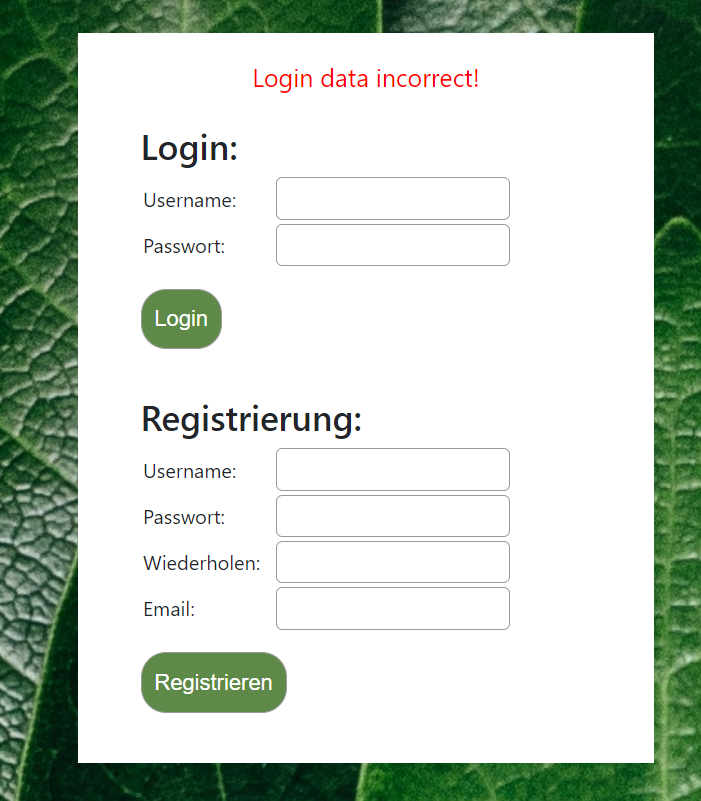 Login data incorrect!
Login:
Username:
Passwort:
Login
Registrierung:
Username:
Passwort:
Wiederholen:
Email:
Registrieren